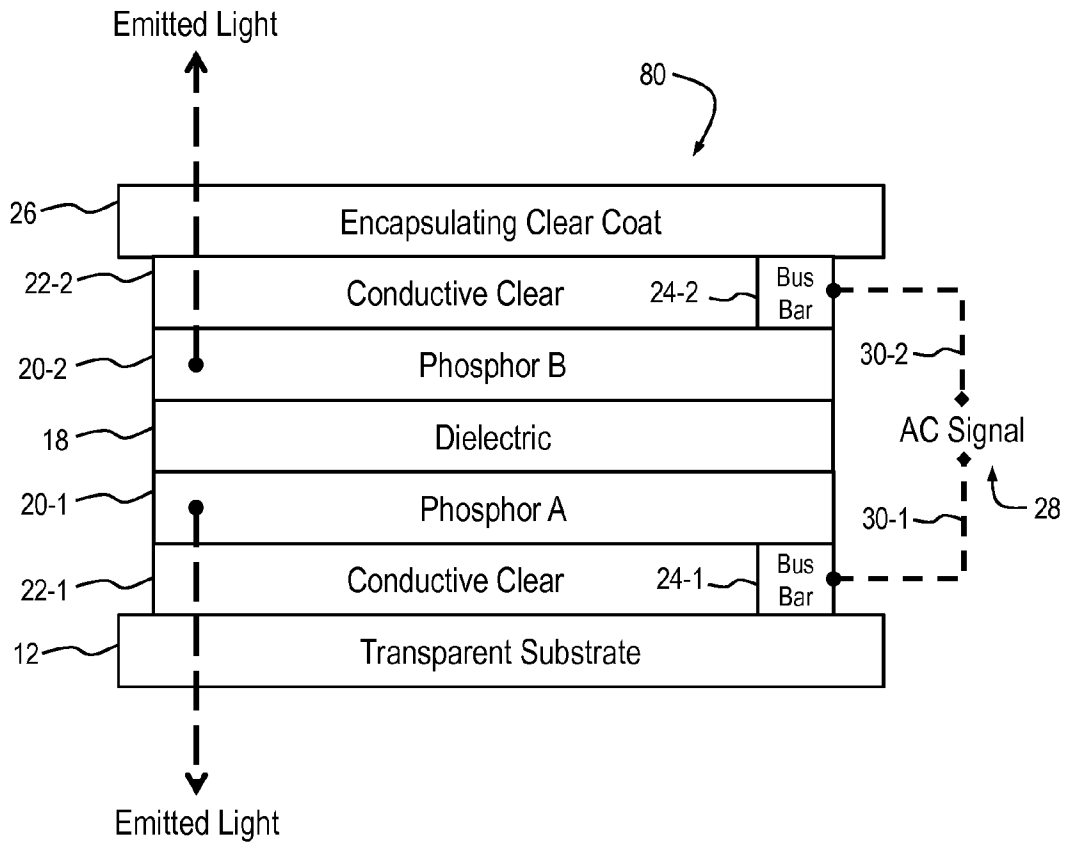 Emitted Light
80
26
Encapsulating Clear Coat
22-2
Conductive Clear
24-2
Bus
Bar
30-2
20-2
Phosphor B
18
Dielectric
AC Signal
20-1
Phosphor A
30-1
28
22-1
Conductive Clear
24-1
Bus
Bar
12
Transparent Substrate
Emitted Light